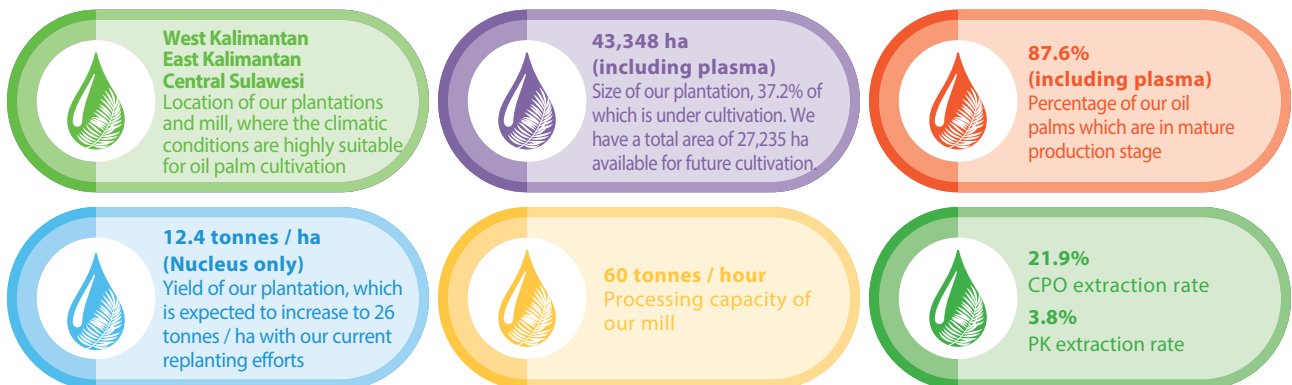 West Kalimantan
East Kalimantan
Central Sulawesi
Location of our plantations
and mill, where the climatic
conditions are highly suitable
for oil palm cultivation
43,348 ha
(including plasma)
Size of our plantation, 37.2% of
which is under cultivation. We
have a total area of 27,235 ha
available for future cultivation.
87.6%
(including plasma)
Percentage of our oil
palms which are in mature
production stage
12.4 tonnes / ha
(Nucleus only)
Yield of our plantation, which
is expected to increase to 26
tonnes / ha with our current
replanting efforts
60 tonnes / hour
Processing capacity of
our mill
21.9%
CPO extraction rate
3.8%
PK extraction rate